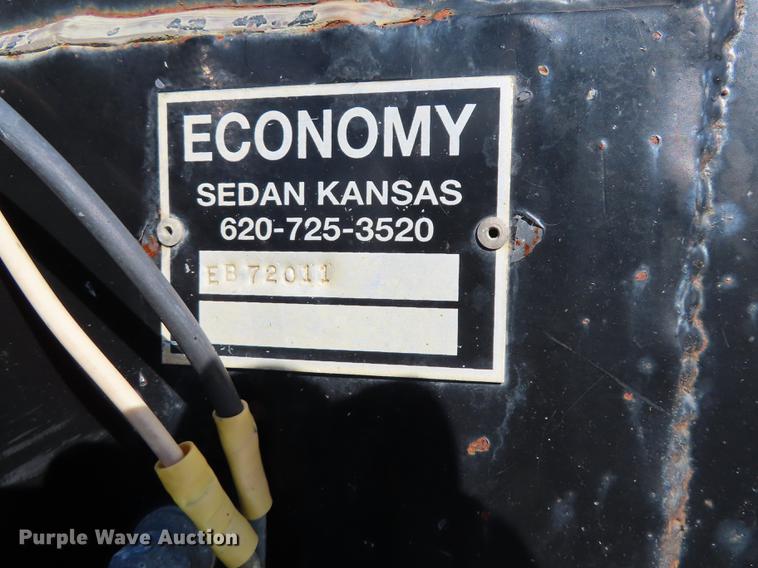 ECONOMY
SEDAN KANSAS
620-725-3520
EB72011
Purple Wave Auction